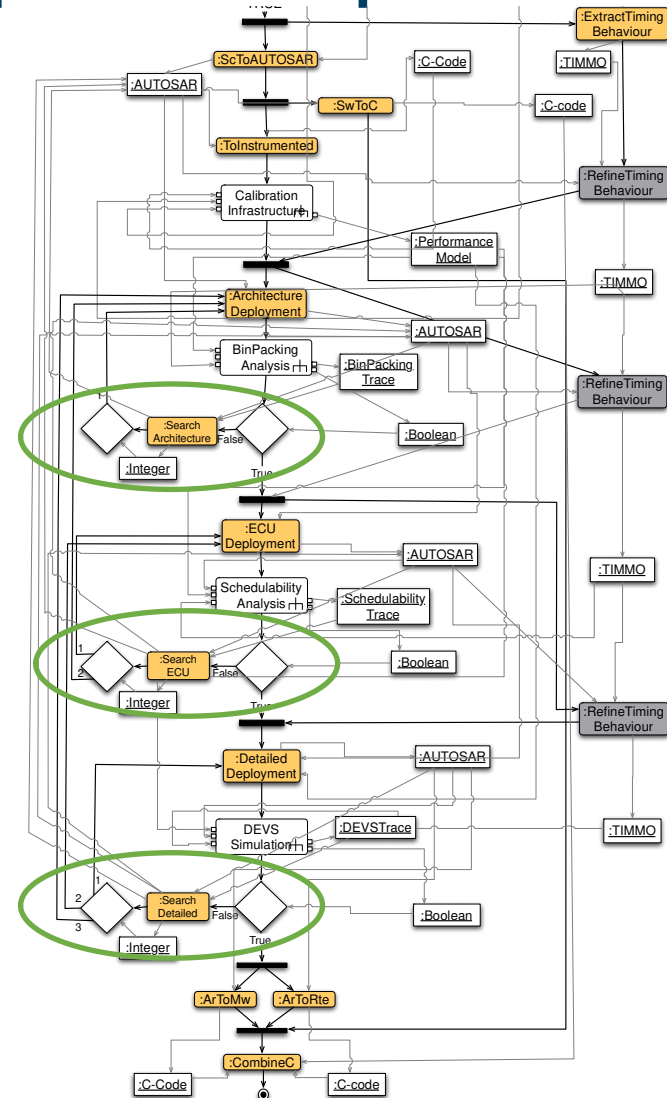 :ExtractTiming
Behaviour
:ScToAUTOSAR
:C-Code
:TIMMO
:AUTOSAR
:SwToC
:C-code
:ToInstrumented
:RefineTiming
Behaviour
Calibration
Infrastructure
:Performance
Model
:TIMMO
:Architecture
Deployment
:AUTOSAR
BinPacking
Analysis
:BinPacking
Trace
:RefineTiming
Behaviour
1
:Search
Architecture
False
:Boolean
:Integer
True
:ECU
Deployment
:AUTOSAR
:TIMMO
Schedulability
Analysis
:Schedulability
Trace
1
2
:Search
ECU
False
:Boolean
:Integer
True
:RefineTiming
Behaviour
:Detailed
Deployment
:AUTOSAR
DEVS
Simulation
:DEVSTrace
:TIMMO
1
2
3
:Search
Detailed
False
:Boolean
:Integer
True
:ArToMw
:ArToRte
:CombineC
:C-Code
:C-code